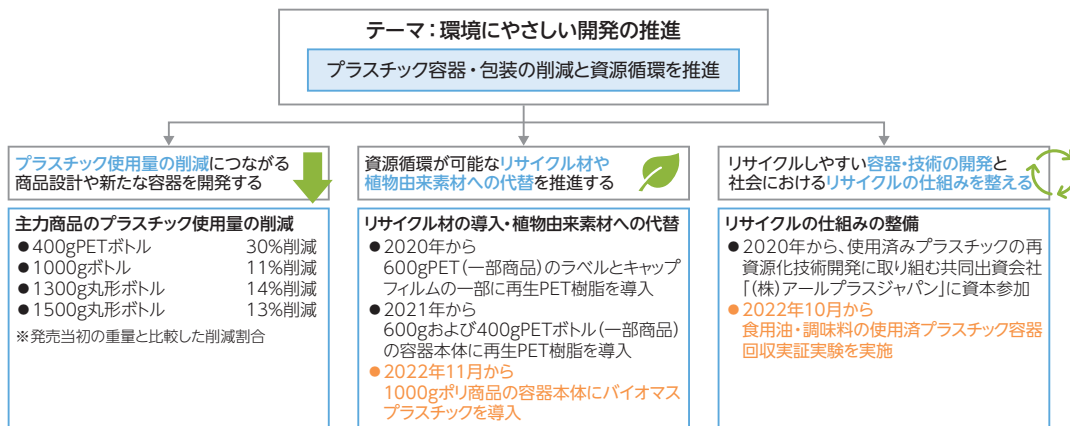 テーマ：環境にやさしい開発の推進
プラスチック容器・包装の削減と資源循環を推進
プラスチック使用量の削減につながる
商品設計や新たな容器を開発する
主力商品のプラスチック使用量の削減
●400gPETボトル 30%削減
●1000gボトル 11%削減
●1300g丸形ボトル 14%削減
●1500g丸形ボトル 13%削減
※発売当初の重量と比較した削減割合
資源循環が可能なリサイクル材や
植物由来素材への代替を推進する
リサイクル材の導入・植物由来素材への代替
●2020年から
600gPET(一部商品)のラベルとキャップ
フィルムの一部に再生PET樹脂を導入
●2021年から
600gおよび400gPETボトル(一部商品)
の容器本体に再生PET樹脂を導入
●2022年11月から
1000gポリ商品の容器本体にバイオマス
プラスチックを導入
リサイクルしやすい容器・技術の開発と
社会におけるリサイクルの仕組みを整える
リサイクルの仕組みの整備
●2020年から、使用済みプラスチックの再
資源化技術開発に取り組む共同出資会社
「(株)アールプラスジャパン」に資本参加
●2022年10月から
食用油・調味料の使用済プラスチック容器
回収実証実験を実施